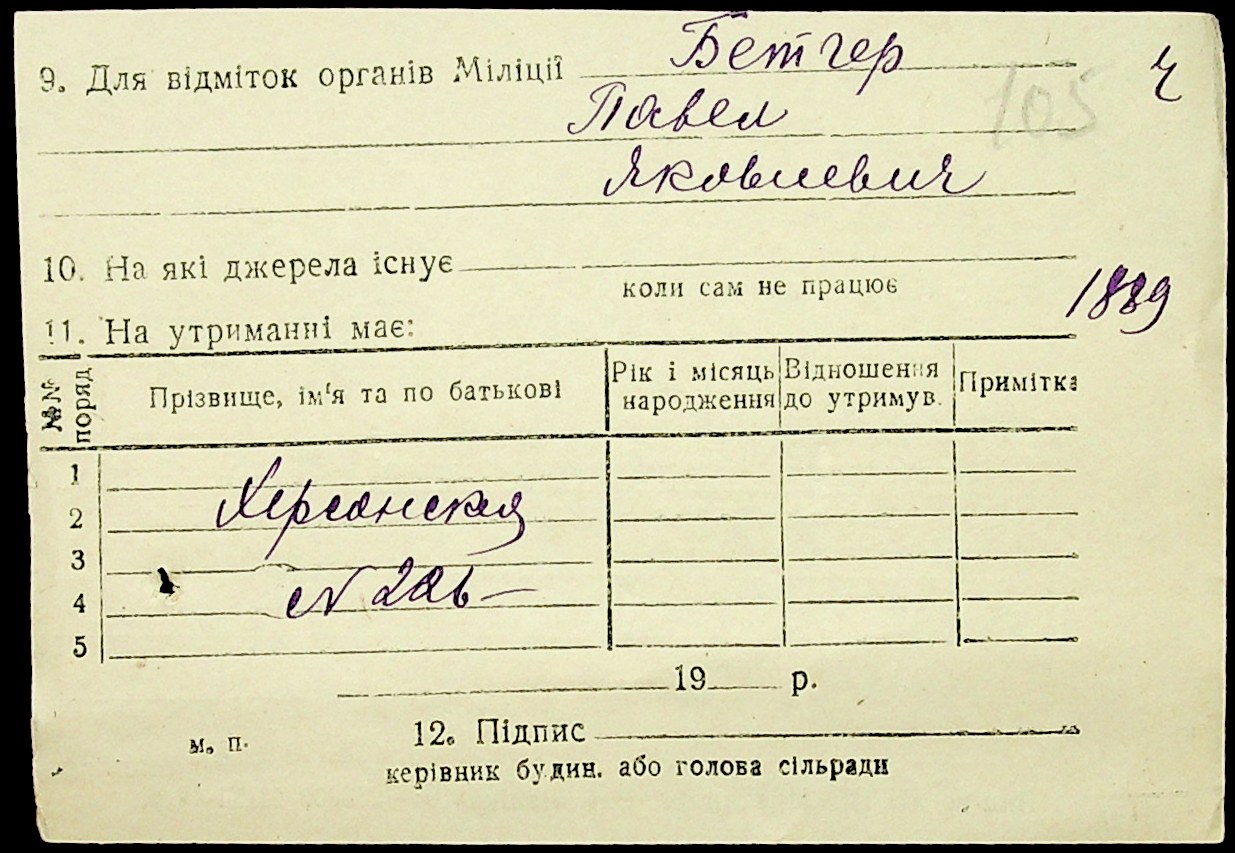 9. Для відміток органів Міліції Бетгер ч
105
Павел
Яковлевич
10. На які джерела існує
коли сам не працює
1889
11. На утриманні має:
№№ поряд Прізвище, ім'я та по батькові Рік і місяць народження Відношення до утримув. Примітка
1
2 Херсонская
3
4 N 22б
5
19 р.
м. п. 12. Підпис
керівник будин. або голова сільради